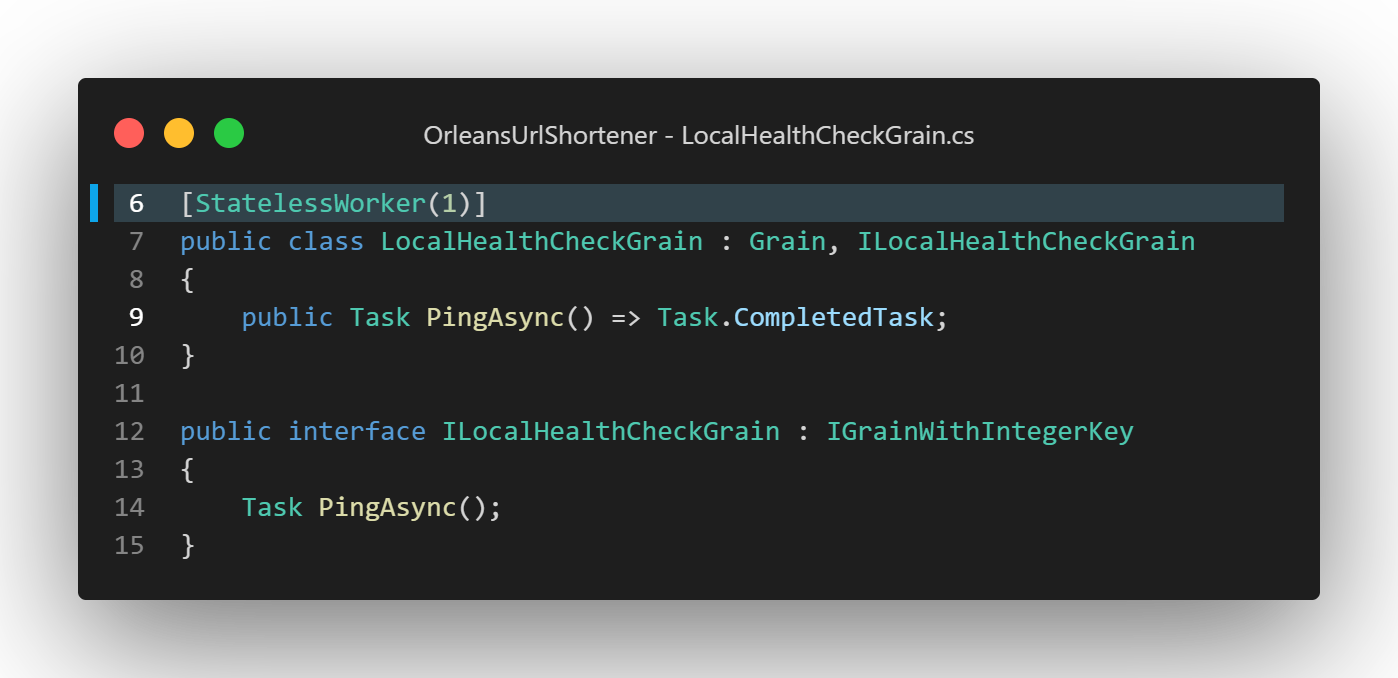 OrleansUrlShortener - LocalHealthCheckGrain.cs
6 [StatelessWorker(1)]
7 public class LocalHealthCheckGrain : Grain, ILocalHealthCheckGrain
8 {
9     public Task PingAsync() => Task.CompletedTask;
10 }
11
12 public interface ILocalHealthCheckGrain : IGrainWithIntegerKey
13 {
14     Task PingAsync();
15 }